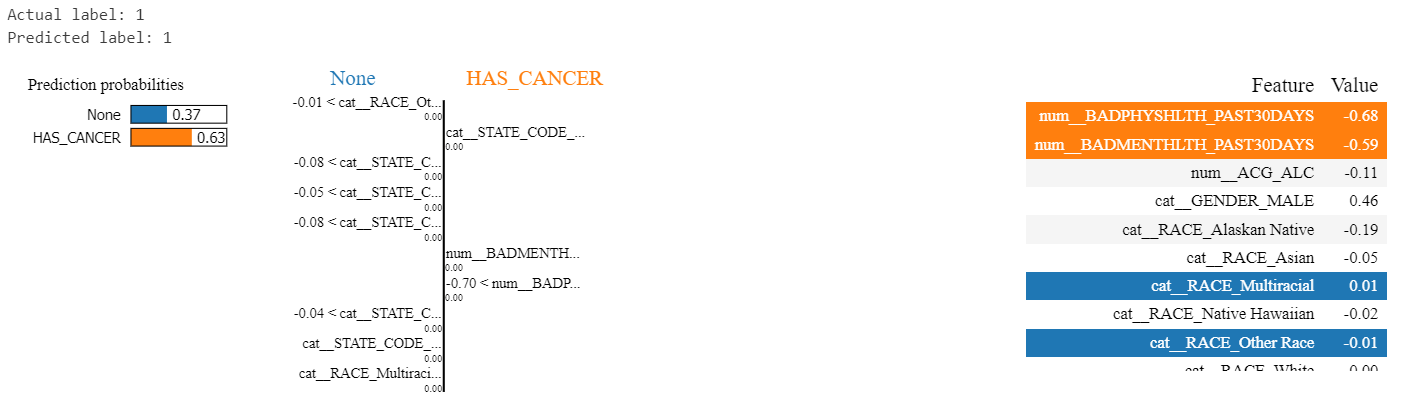 Actual label: 1
Predicted label: 1
Prediction probabilities
None 0.37
HAS_CANCER 0.63
None HAS_CANCER
-0.01 < cat__RACE_Ot...
0.00
cat__STATE_CODE_...
0.00
-0.08 < cat__STATE_C...
0.00
-0.05 < cat__STATE_C...
0.00
-0.08 < cat__STATE_C...
0.00
num__BADMENTH...
0.00
-0.70 < num__BADP...
0.00
-0.04 < cat__STATE_C...
0.00
cat__STATE_CODE_...
0.00
cat__RACE_Multiraci...
0.00
Feature Value
num__BADPHYSHLTH_PAST30DAYS -0.68
num__BADMENTHLTH_PAST30DAYS -0.59
num__ACG_ALC -0.11
cat__GENDER_MALE 0.46
cat__RACE_Alaskan Native -0.19
cat__RACE_Asian -0.05
cat__RACE_Multiracial 0.01
cat__RACE_Native Hawaiian -0.02
cat__RACE_Other Race -0.01
cat__RACE_White